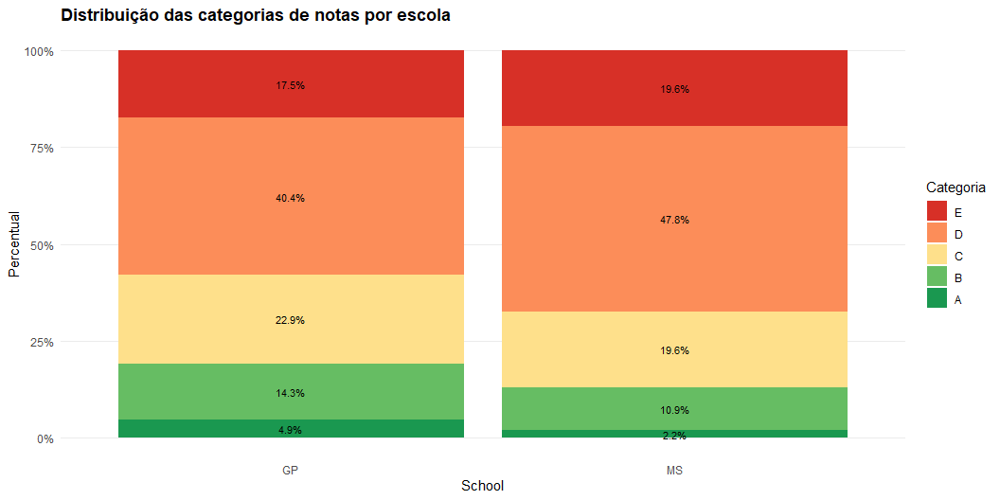 Distribuição das categorias de notas por escola
100%
75%
50%
25%
0%
Percentual
17.5%
40.4%
22.9%
14.3%
4.9%
19.6%
47.8%
19.6%
10.9%
2.2%
GP
MS
School
Categoria
E
D
C
B
A